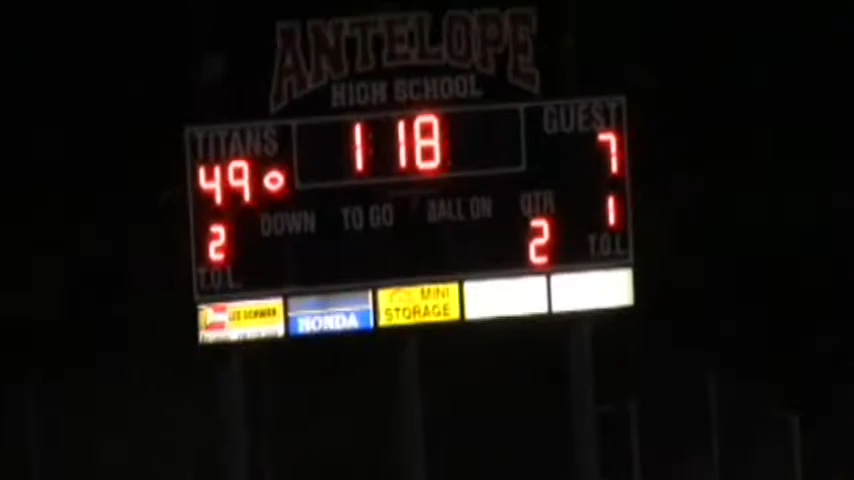 ANTELOPE
HIGH SCHOOL
TITANS GUEST
49 1 18 7
DOWN TO GO BALL ON QTR
2 2 1
T.O.L. T.O.L.
LES SCHWAB HONDA MINI STORAGE